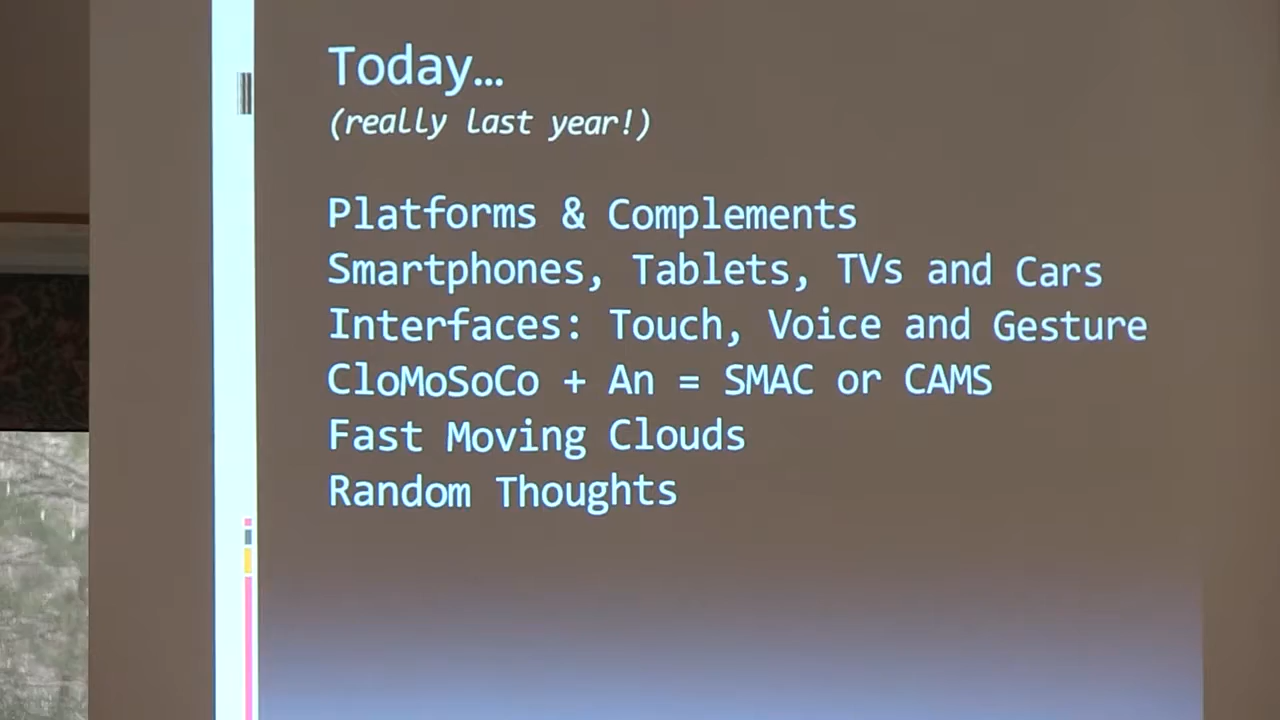 Today…
(really last year!)
Platforms & Complements
Smartphones, Tablets, TVs and Cars
Interfaces: Touch, Voice and Gesture
CloMoSoCo + An = SMAC or CAMS
Fast Moving Clouds
Random Thoughts